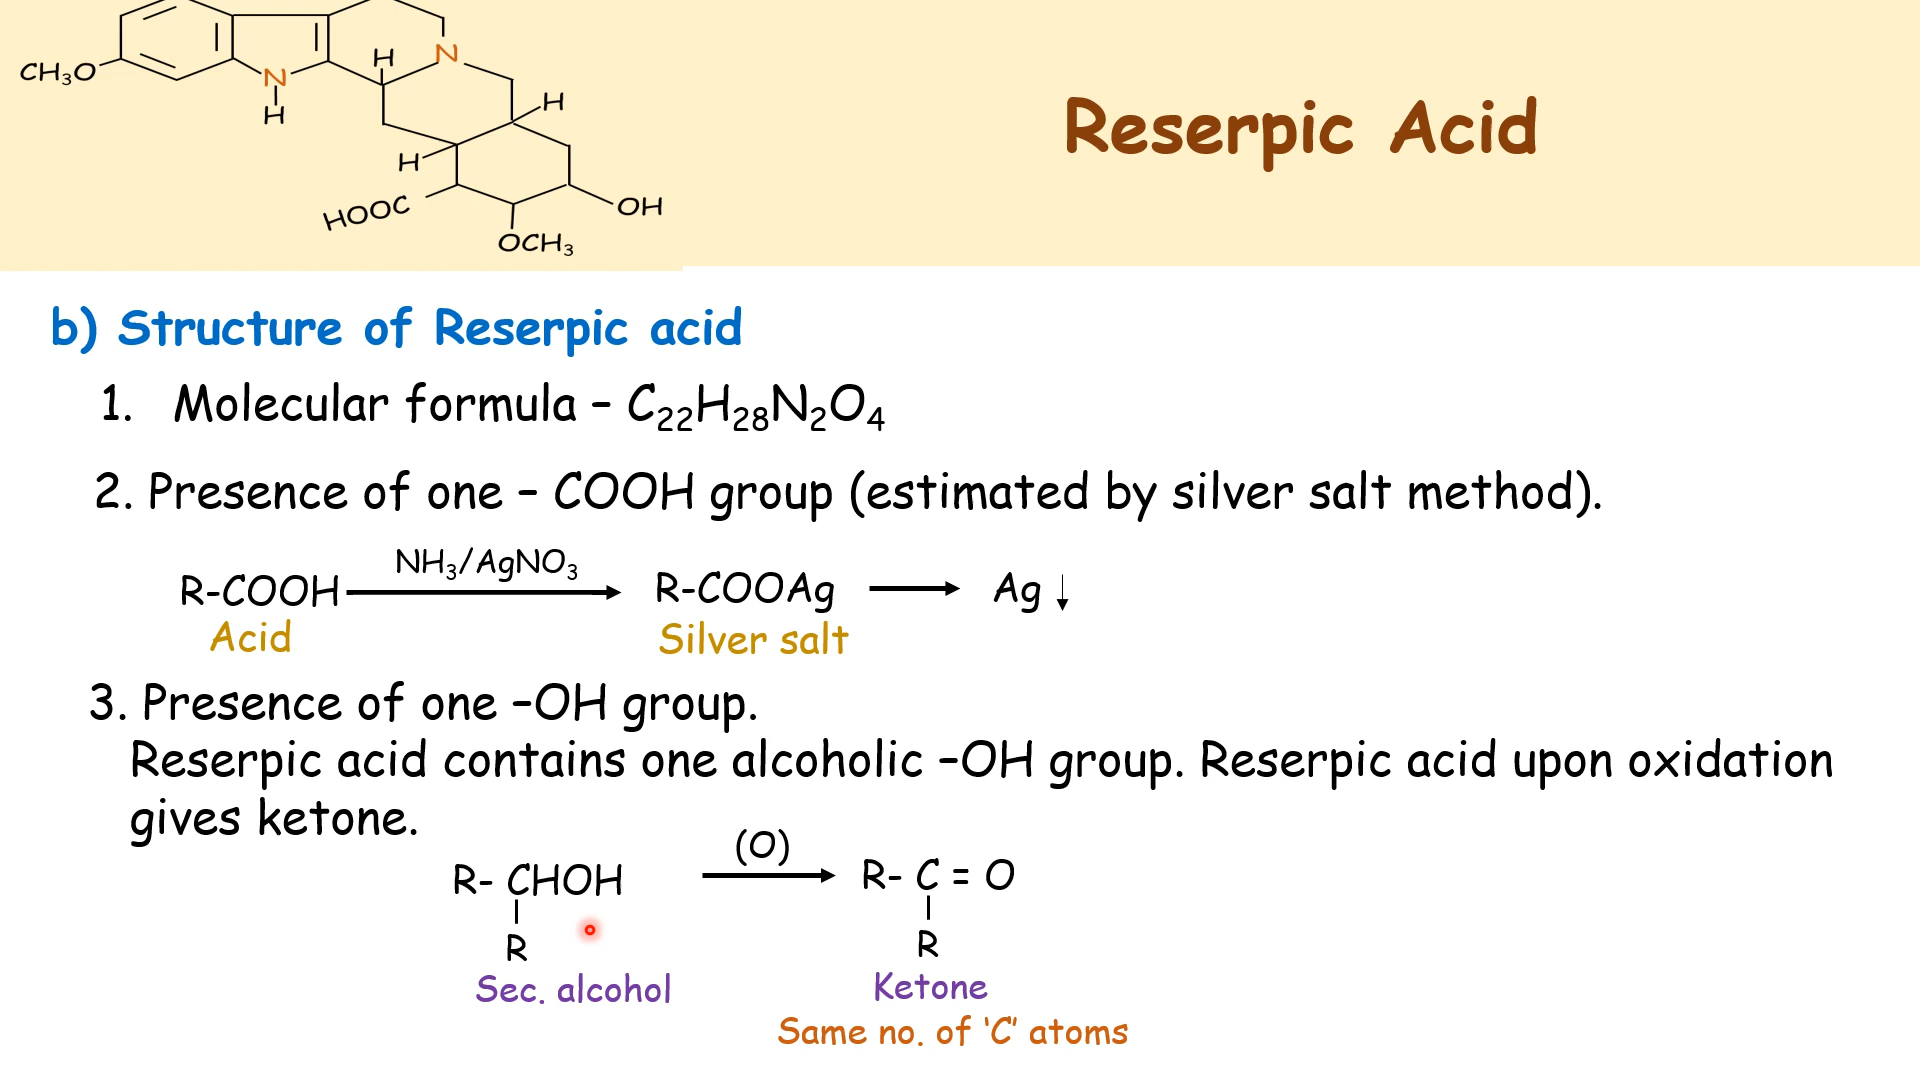 N
H
CH₃O
N
H
H
H
HOOC
OH
OCH₃
Reserpic Acid
b) Structure of Reserpic acid
1. Molecular formula – C₂₂H₂₈N₂O₄
2. Presence of one – COOH group (estimated by silver salt method).
NH₃/AgNO₃
R-COOH R-COOAg Ag
Acid Silver salt
3. Presence of one –OH group.
Reserpic acid contains one alcoholic –OH group. Reserpic acid upon oxidation
gives ketone.
(O)
R- CHOH R- C = O
R R
Sec. alcohol Ketone
Same no. of ‘C’ atoms